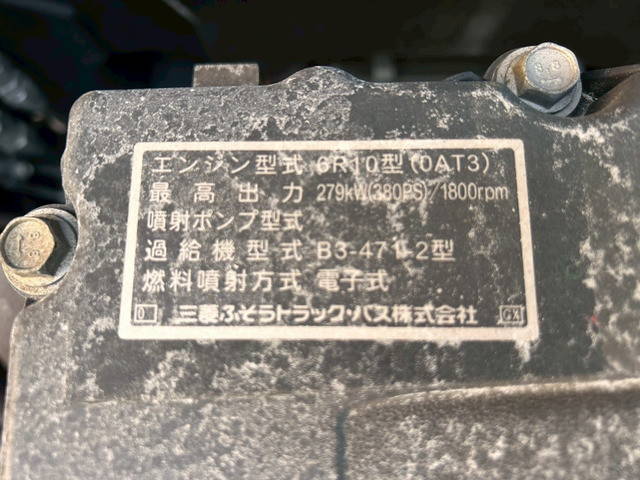 エンジン型式 6R10型(0AT3)
最高出力 279kW(380PS)/1800rpm
噴射ポンプ型式
過給機型式 B3-471-2型
燃料噴射方式 電子式
0 三菱ふそうトラック・バス株式会社 GX